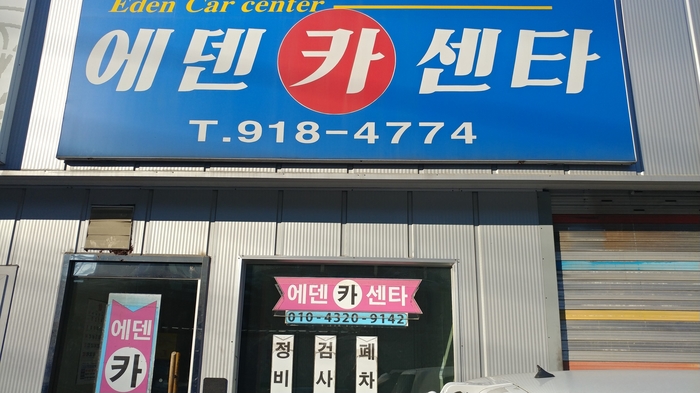 Eden Car center
에덴 카 센타
T.918-4774
에덴 카 센타
010-4320-9142
에덴
카
정비
검사
폐차